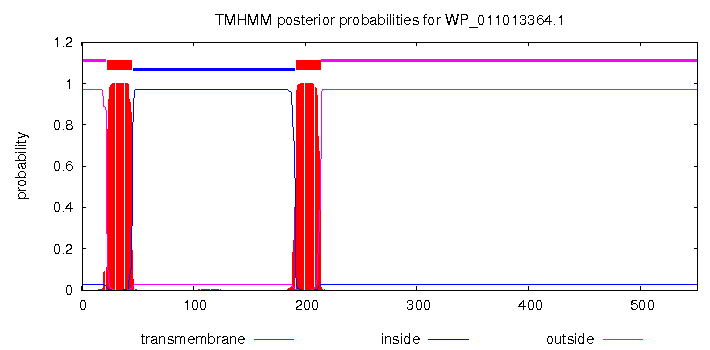 TMHMM posterior probabilities for WP_011013364.1
1.2
1
0.8
0.6
0.4
0.2
0
probability
0 100 200 300 400 500
transmembrane inside outside